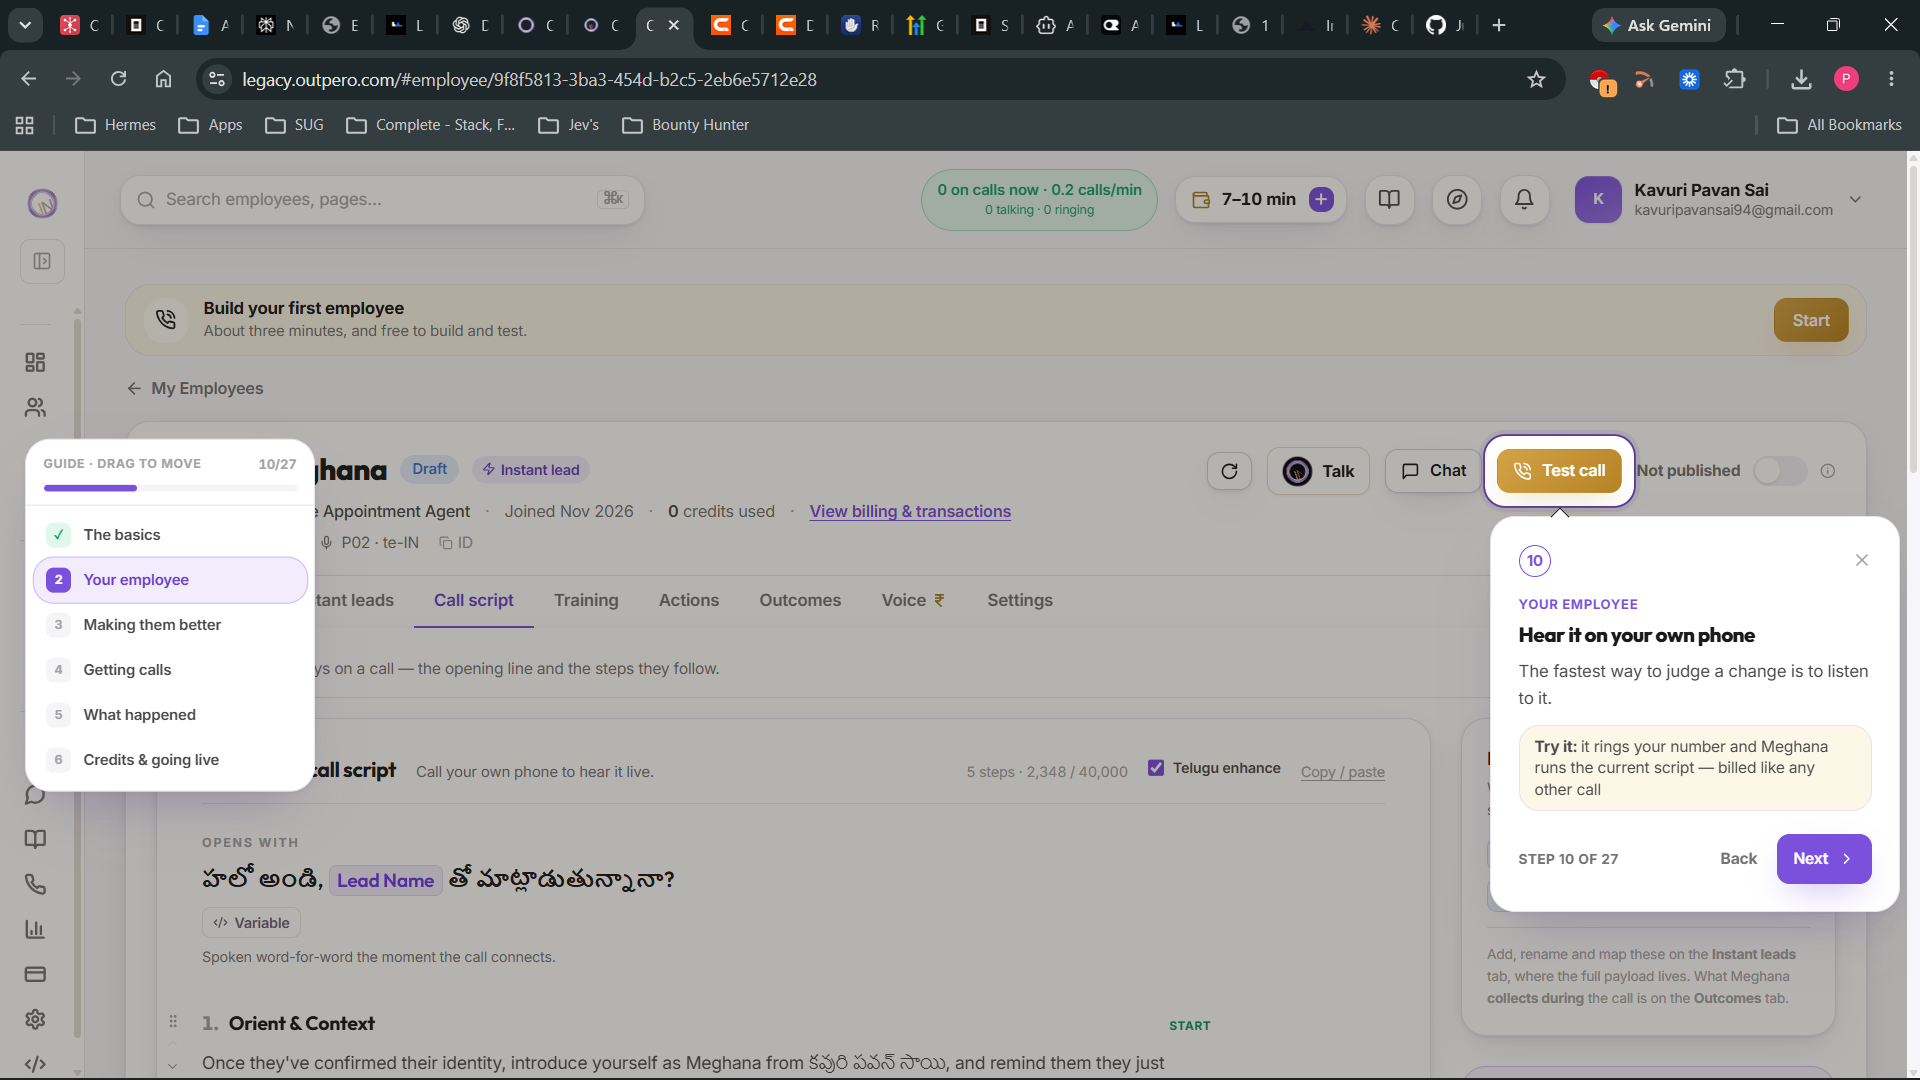 Ask Gemini
legacy.outpero.com/#employee/9f8f5813-3ba3-454d-b2c5-2eb6e5712e28
P
Hermes
Apps
SUG
Complete - Stack, F...
Jev's
Bounty Hunter
All Bookmarks
Search employees, pages...
⌘K
0 on calls now · 0.2 calls/min
0 talking · 0 ringing
7–10 min
K
Kavuri Pavan Sai
kavuripavansai94@gmail.com
Build your first employee
About three minutes, and free to build and test.
Start
My Employees
GUIDE · DRAG TO MOVE
10/27
The basics
2 Your employee
3 Making them better
4 Getting calls
5 What happened
6 Credits & going live
ghana
Draft
Instant lead
Talk
Chat
Test call
Not published
e Appointment Agent · Joined Nov 2026 · 0 credits used · View billing & transactions
P02 · te-IN
ID
tant leads
Call script
Training
Actions
Outcomes
Voice ₹
Settings
ys on a call — the opening line and the steps they follow.
call script
Call your own phone to hear it live.
5 steps · 2,348 / 40,000
Telugu enhance
Copy / paste
OPENS WITH
హలో అండి, Lead Name తో మాట్లాడుతున్నానా?
</> Variable
Spoken word-for-word the moment the call connects.
1. Orient & Context
START
Once they've confirmed their identity, introduce yourself as Meghana from కవురి పవన్ సాయి, and remind them they just
10
YOUR EMPLOYEE
Hear it on your own phone
The fastest way to judge a change is to listen
to it.
Try it: it rings your number and Meghana
runs the current script — billed like any
other call
STEP 10 OF 27
Back
Next
Add, rename and map these on the Instant leads
tab, where the full payload lives. What Meghana
collects during the call is on the Outcomes tab.